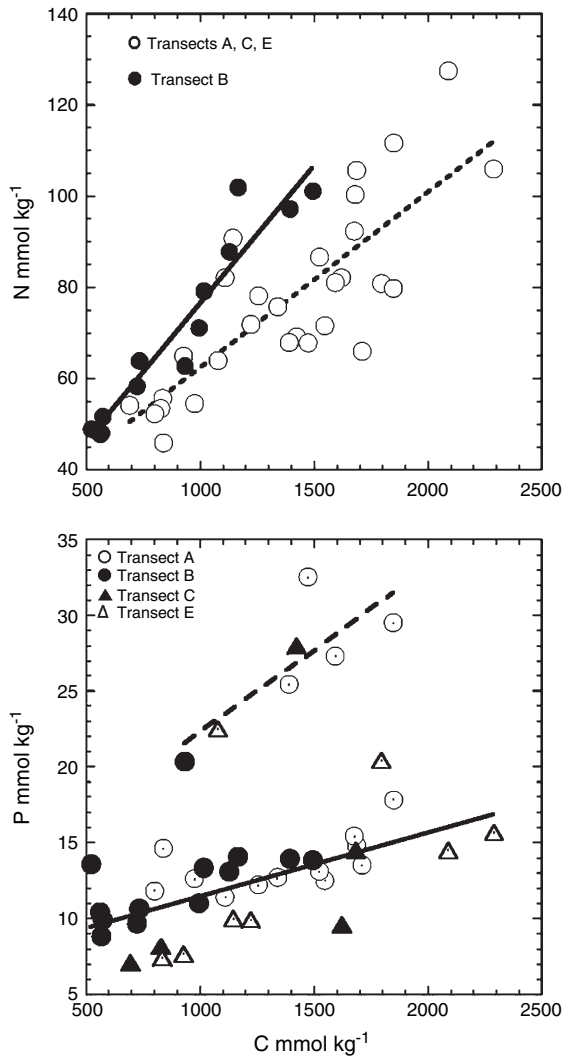 140
120
100
80
60
40
N mmol kg-1
Transects A, C, E
Transect B
500 1000 1500 2000 2500
35
30
25
20
15
10
5
P mmol kg-1
Transect A
Transect B
Transect C
Transect E
500 1000 1500 2000 2500
C mmol kg-1